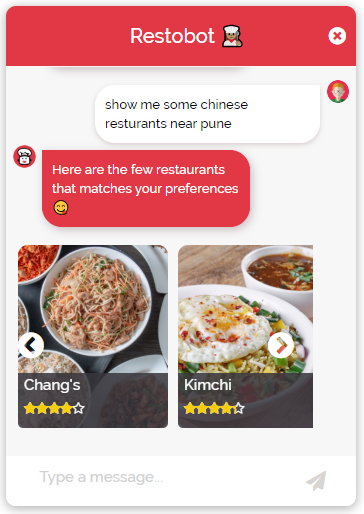 Restobot
show me some chinese
resturants near pune
Here are the few restaurants
that matches your preferences
Chang's
Kimchi
Type a message...